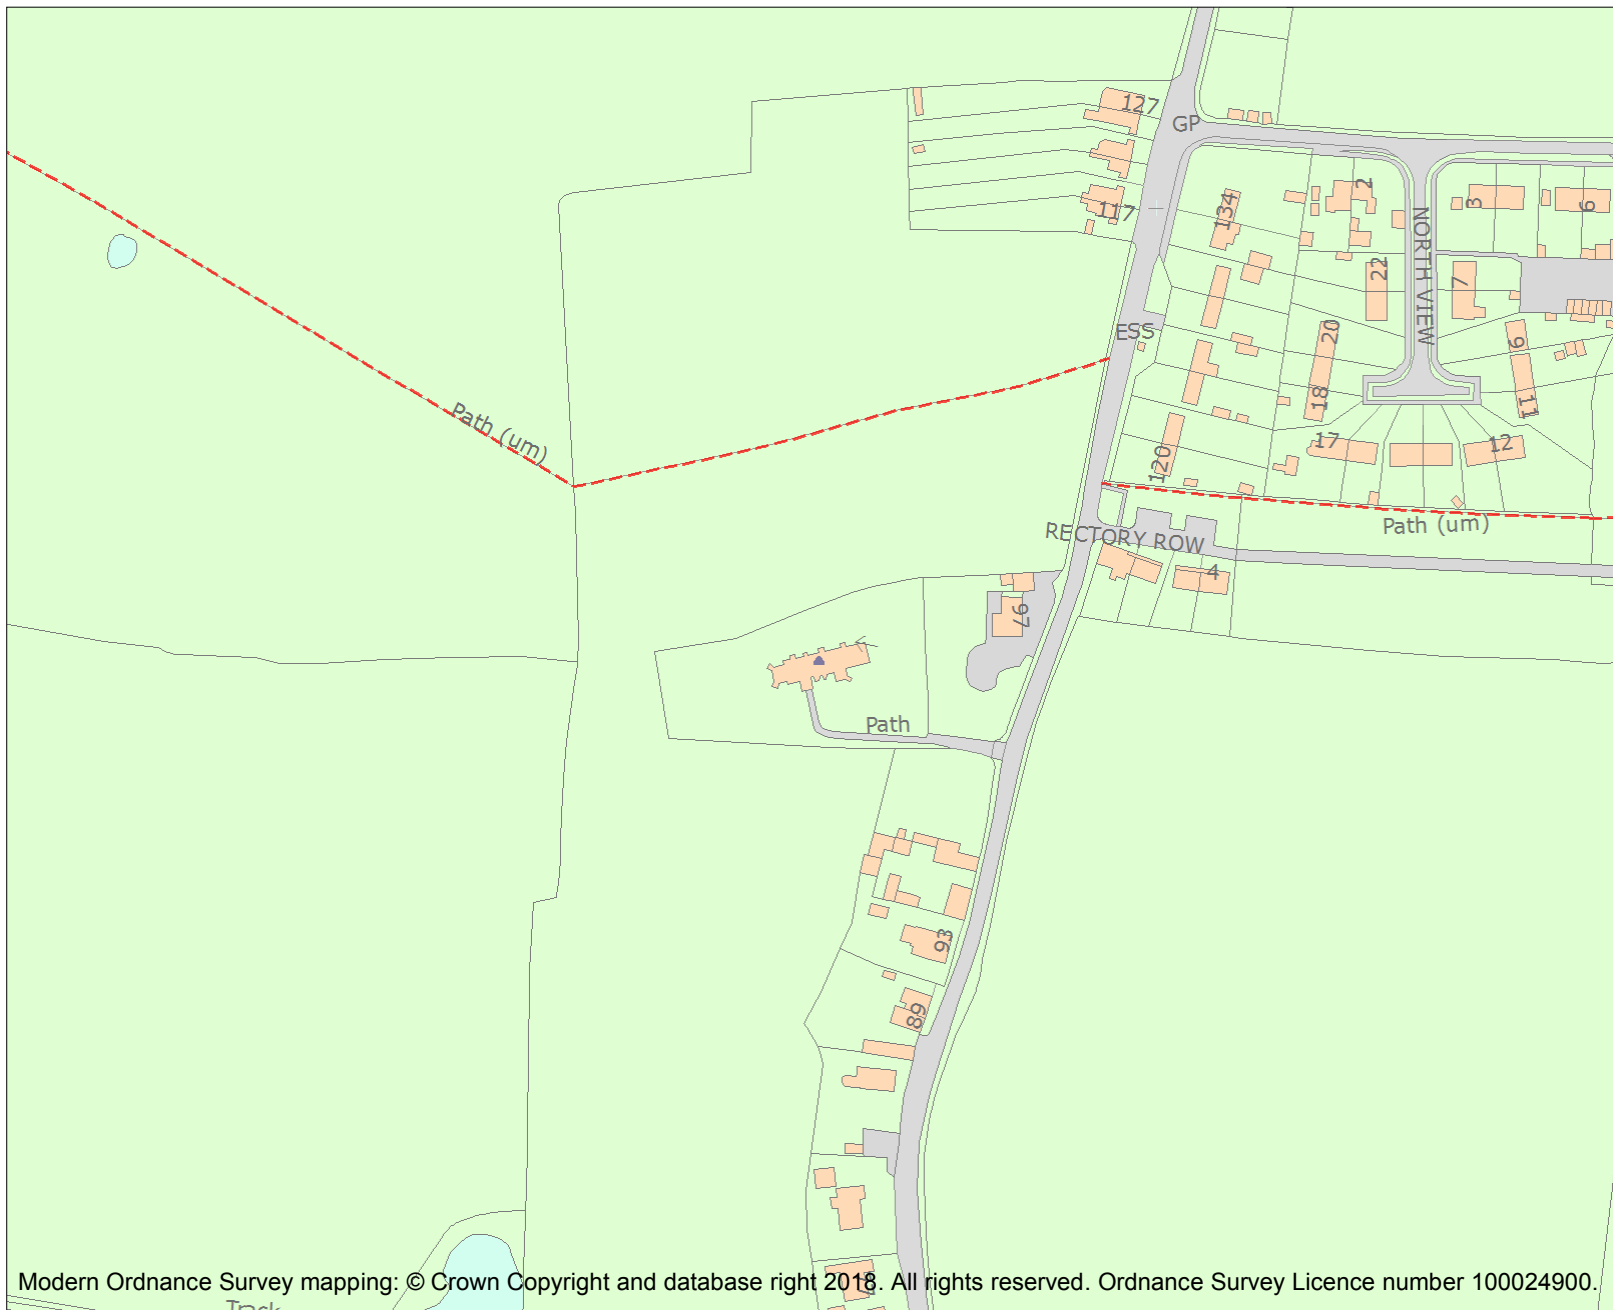 127
GP
117
134
2
3
6
NORTH VIEW
22
7
ESS
20
9
18
11
Path (um)
17
12
120
Path (um)
RECTORY ROW
4
97
Path
93
89
Modern Ordnance Survey mapping: © Crown Copyright and database right 2018. All rights reserved. Ordnance Survey Licence number 100024900.
Track